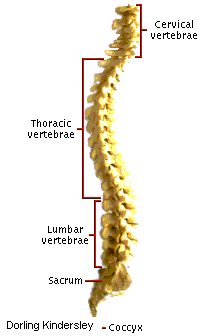 Cervical
vertebrae
Thoracic
vertebrae
Lumbar
vertebrae
Sacrum
Dorling Kindersley
Coccyx